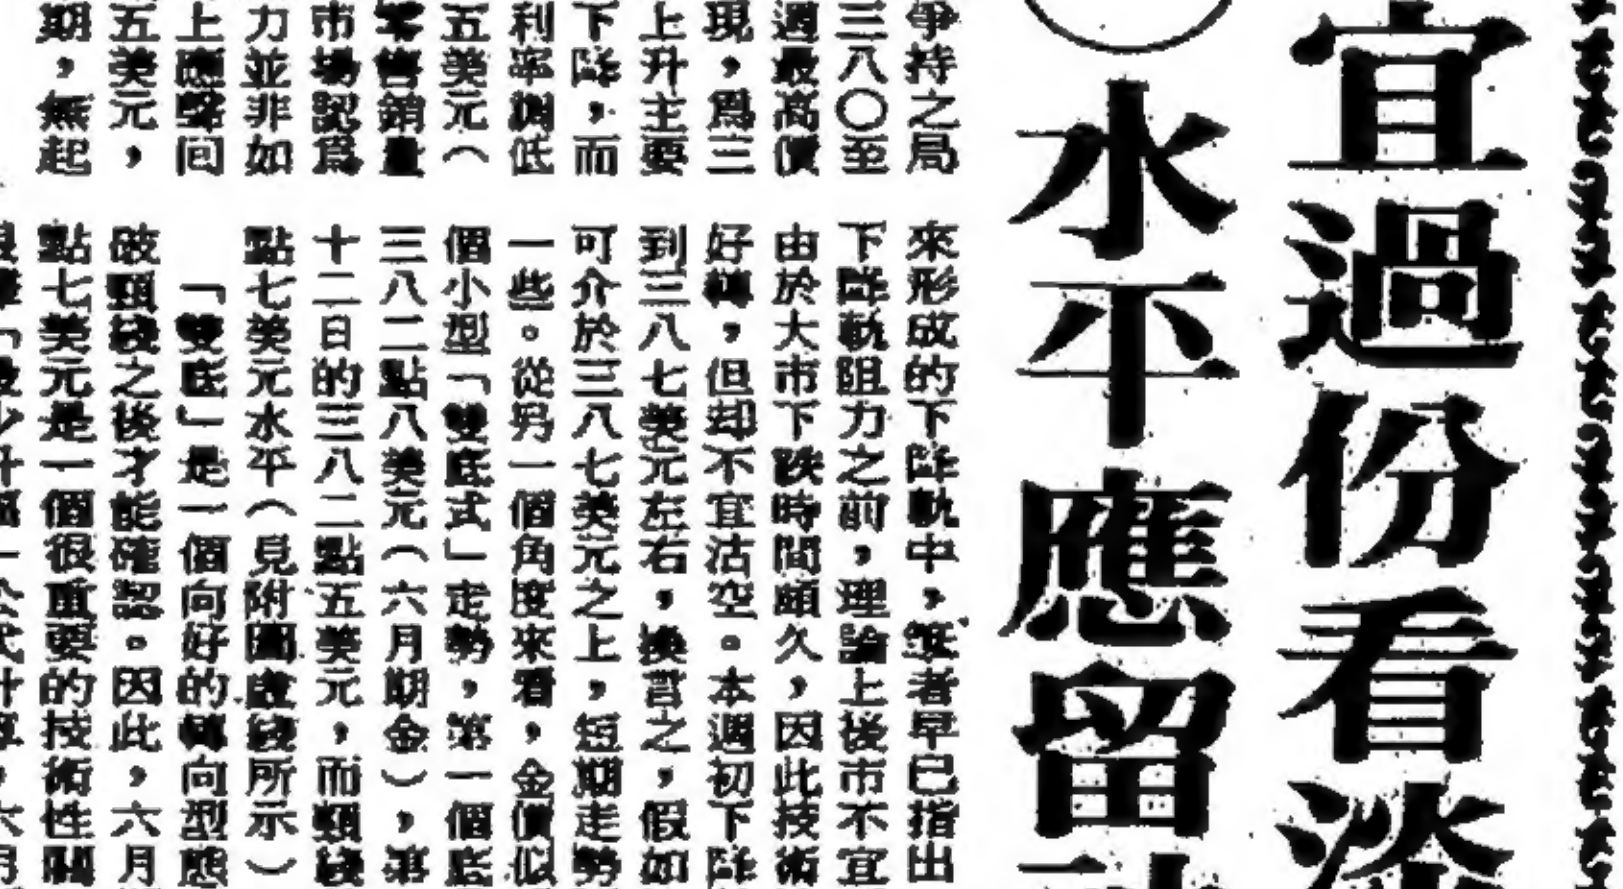 宜過份看淡
〇水平應留
爭持之局
三八〇至
週最高價
現，為三
上升主要
下降，而
利率調低
五美元（
零售銷量
市場認為
力並非如
上應聲回
五美元，
期，無起
來形成的下降軌中，筆者早已指出
下降軌阻力之前，理論上後市不宜
由於大市下跌時間頗久，因此技術
好轉，但却不宜沽空。本週初下降
到三八七美元左右，換言之，假如
可介於三八七美元之上，短期走勢
一些。從另一個角度來看，金價似
個小型「雙底式」走勢，第一個底
三八二點八美元（六月期金），第
十二日的三八二點五美元，而頸綫
點七美元水平（見附圖虛綫所示）
「雙底」是一個向好的轉向型態
破頸綫之後才能確認。因此，六月
點七美元是一個很重要的技術性關